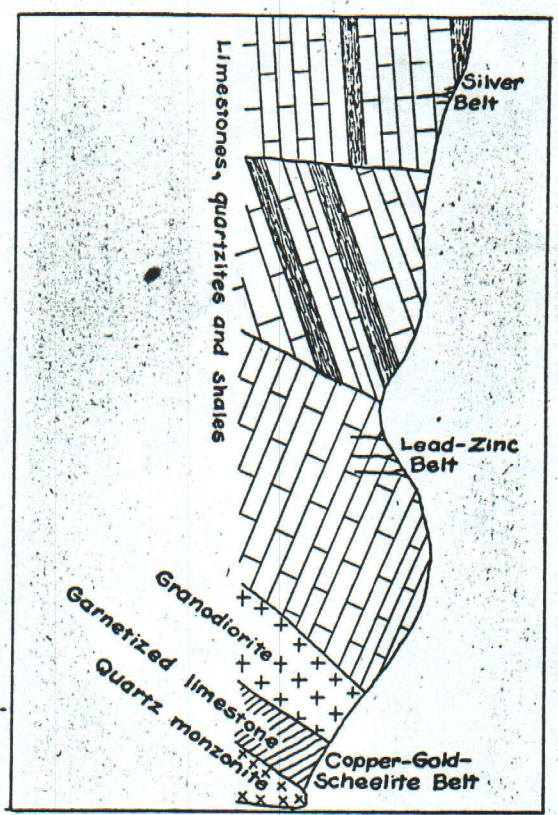 Silver
Belt
Limestones, quartzites and shales
Lead-Zinc
Belt
Granodiorite
Garnetized limestone
Quartz monzonite
Copper-Gold-
Scheelite Belt